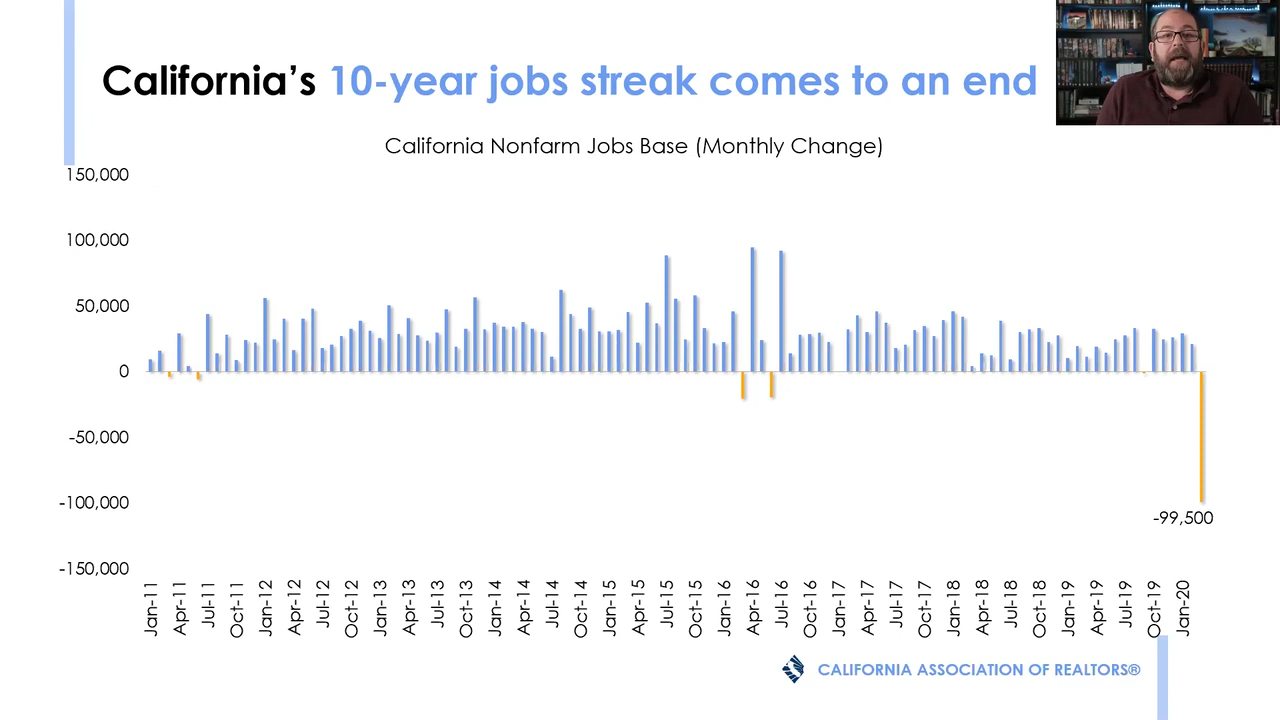 California's 10-year jobs streak comes to an end
California Nonfarm Jobs Base (Monthly Change)
150,000
100,000
50,000
0
-50,000
-100,000
-150,000
-99,500
Jan-11
Apr-11
Jul-11
Oct-11
Jan-12
Apr-12
Jul-12
Oct-12
Jan-13
Apr-13
Jul-13
Oct-13
Jan-14
Apr-14
Jul-14
Oct-14
Jan-15
Apr-15
Jul-15
Oct-15
Jan-16
Apr-16
Jul-16
Oct-16
Jan-17
Apr-17
Jul-17
Oct-17
Jan-18
Apr-18
Jul-18
Oct-18
Jan-19
Apr-19
Jul-19
Oct-19
Jan-20
CALIFORNIA ASSOCIATION OF REALTORS®